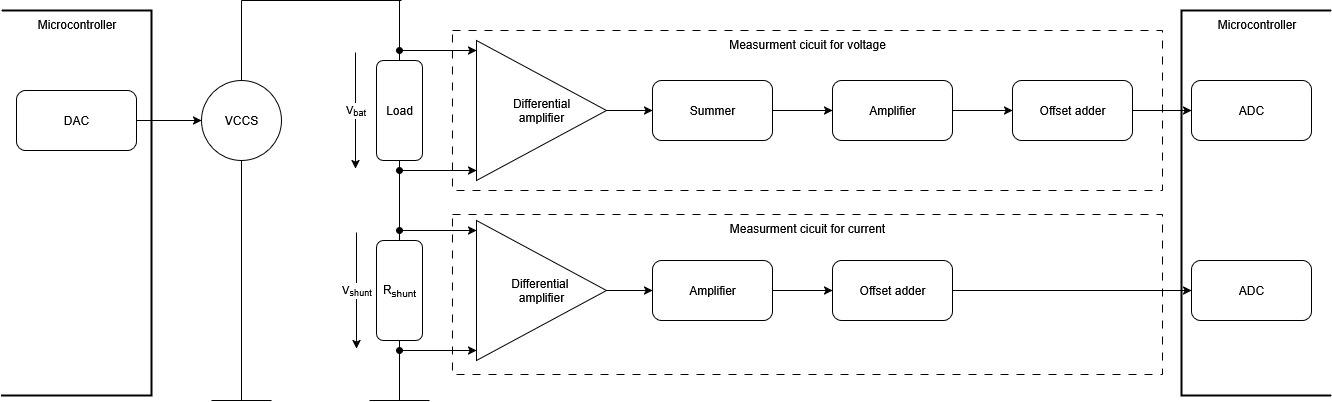 Microcontroller
DAC
VCCS
Vbat
Load
Vshunt
Rshunt
Measurment cicuit for voltage
Differential
amplifier
Summer
Amplifier
Offset adder
Measurment cicuit for current
Differential
amplifier
Amplifier
Offset adder
Microcontroller
ADC
ADC